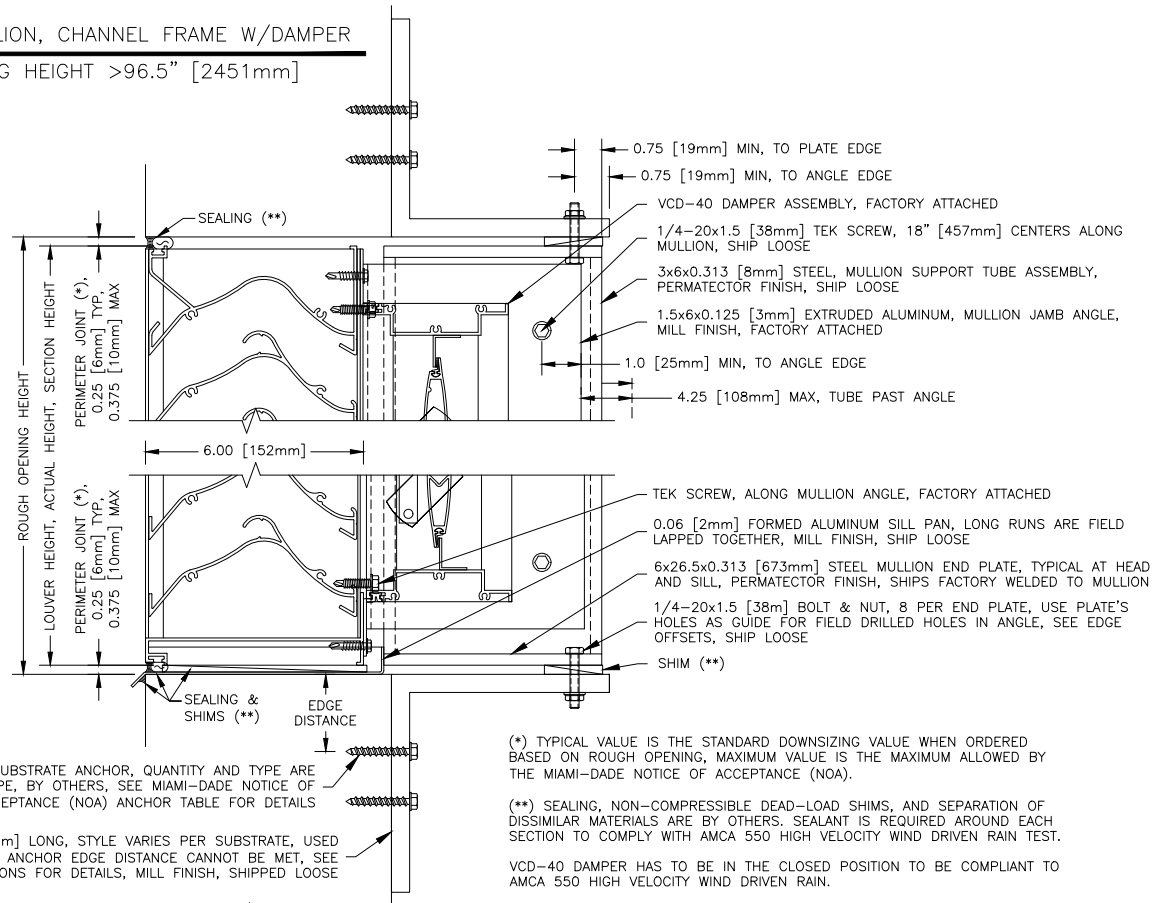 LION, CHANNEL FRAME W/DAMPER
G HEIGHT >96.5” [2451mm]
0.75 [19mm] MIN, TO PLATE EDGE
0.75 [19mm] MIN, TO ANGLE EDGE
VCD-40 DAMPER ASSEMBLY, FACTORY ATTACHED
1/4-20x1.5 [38mm] TEK SCREW, 18” [457mm] CENTERS ALONG
MULLION, SHIP LOOSE
3x6x0.313 [8mm] STEEL, MULLION SUPPORT TUBE ASSEMBLY,
PERMATECTOR FINISH, SHIP LOOSE
1.5x6x0.125 [3mm] EXTRUDED ALUMINUM, MULLION JAMB ANGLE,
MILL FINISH, FACTORY ATTACHED
1.0 [25mm] MIN, TO ANGLE EDGE
4.25 [108mm] MAX, TUBE PAST ANGLE
SEALING (**)
ROUGH OPENING HEIGHT
LOUVER HEIGHT, ACTUAL HEIGHT, SECTION HEIGHT
PERIMETER JOINT (*),
0.25 [6mm] TYP,
0.375 [10mm] MAX
6.00 [152mm]
PERIMETER JOINT (*),
0.25 [6mm] TYP,
0.375 [10mm] MAX
TEK SCREW, ALONG MULLION ANGLE, FACTORY ATTACHED
0.06 [2mm] FORMED ALUMINUM SILL PAN, LONG RUNS ARE FIELD
LAPPED TOGETHER, MILL FINISH, SHIP LOOSE
6x26.5x0.313 [673mm] STEEL MULLION END PLATE, TYPICAL AT HEAD
AND SILL, PERMATECTOR FINISH, SHIPS FACTORY WELDED TO MULLION
1/4-20x1.5 [38m] BOLT & NUT, 8 PER END PLATE, USE PLATE'S
HOLES AS GUIDE FOR FIELD DRILLED HOLES IN ANGLE, SEE EDGE
OFFSETS, SHIP LOOSE
SHIM (**)
SEALING &
SHIMS (**)
EDGE
DISTANCE
UBSTRATE ANCHOR, QUANTITY AND TYPE ARE
PE, BY OTHERS, SEE MIAMI-DADE NOTICE OF
CEPTANCE (NOA) ANCHOR TABLE FOR DETAILS
m] LONG, STYLE VARIES PER SUBSTRATE, USED
ANCHOR EDGE DISTANCE CANNOT BE MET, SEE
ONS FOR DETAILS, MILL FINISH, SHIPPED LOOSE
(*) TYPICAL VALUE IS THE STANDARD DOWNSIZING VALUE WHEN ORDERED
BASED ON ROUGH OPENING, MAXIMUM VALUE IS THE MAXIMUM ALLOWED BY
THE MIAMI-DADE NOTICE OF ACCEPTANCE (NOA).
(**) SEALING, NON-COMPRESSIBLE DEAD-LOAD SHIMS, AND SEPARATION OF
DISSIMILAR MATERIALS ARE BY OTHERS. SEALANT IS REQUIRED AROUND EACH
SECTION TO COMPLY WITH AMCA 550 HIGH VELOCITY WIND DRIVEN RAIN TEST.
VCD-40 DAMPER HAS TO BE IN THE CLOSED POSITION TO BE COMPLIANT TO
AMCA 550 HIGH VELOCITY WIND DRIVEN RAIN.